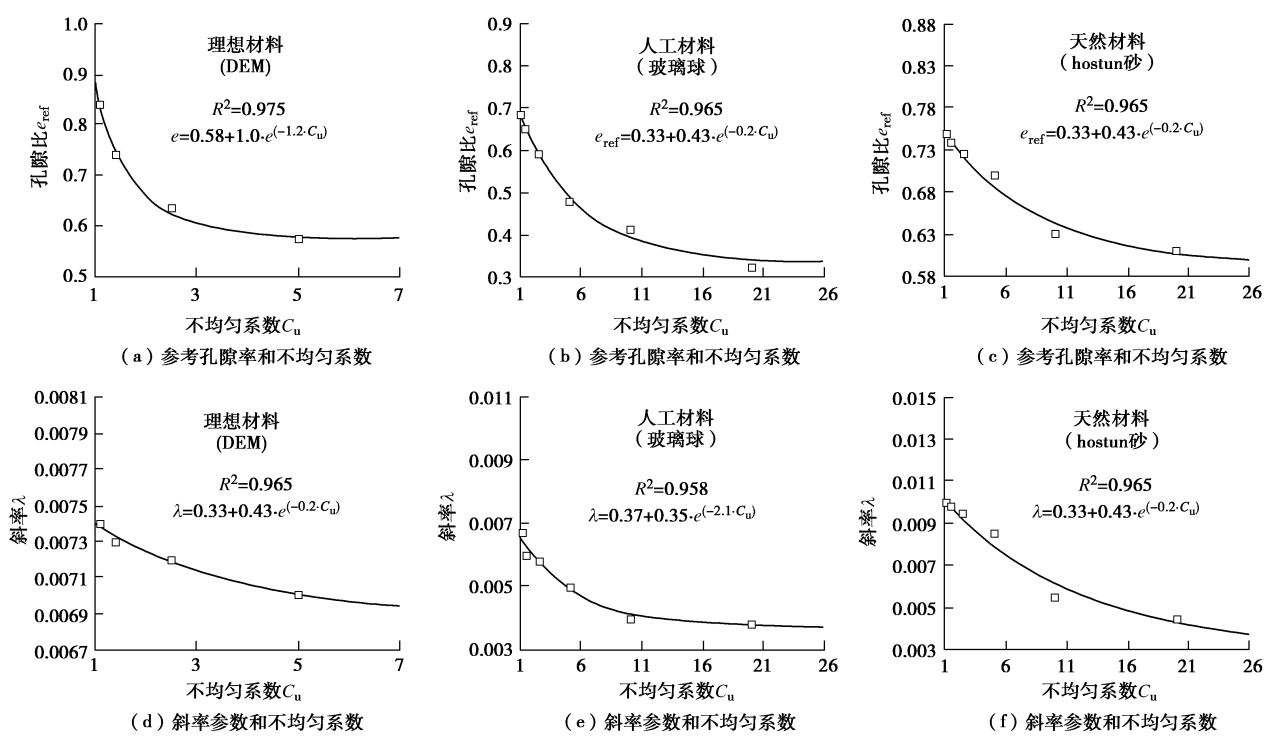 1.0
0.9
0.8
0.7
0.6
0.5
孔隙比e_ref
理想材料
(DEM)
R²=0.975
e=0.58+1.0·e^(−1.2·C_u)
1 3 5 7
不均匀系数C_u
（a）参考孔隙率和不均匀系数
0.9
0.8
0.7
0.6
0.5
0.4
0.3
孔隙比e_ref
人工材料
（玻璃球）
R²=0.965
e_ref=0.33+0.43·e^(−0.2·C_u)
1 6 11 16 21 26
不均匀系数C_u
（b）参考孔隙率和不均匀系数
0.88
0.83
0.78
0.73
0.68
0.63
0.58
孔隙比e_ref
天然材料
（hostun砂）
R²=0.965
e_ref=0.33+0.43·e^(−0.2·C_u)
1 6 11 16 21 26
不均匀系数C_u
（c）参考孔隙率和不均匀系数
0.0081
0.0079
0.0077
0.0075
0.0073
0.0071
0.0069
0.0067
斜率λ
理想材料
(DEM)
R²=0.965
λ=0.33+0.43·e^(−0.2·C_u)
1 3 5 7
不均匀系数C_u
（d）斜率参数和不均匀系数
0.011
0.009
0.007
0.005
0.003
斜率λ
人工材料
（玻璃球）
R²=0.958
λ=0.37+0.35·e^(−2.1·C_u)
1 6 11 16 21 26
不均匀系数C_u
（e）斜率参数和不均匀系数
0.015
0.013
0.011
0.009
0.007
0.005
0.003
斜率λ
天然材料
（hostun砂）
R²=0.965
λ=0.33+0.43·e^(−0.2·C_u)
1 6 11 16 21 26
不均匀系数C_u
（f）斜率参数和不均匀系数